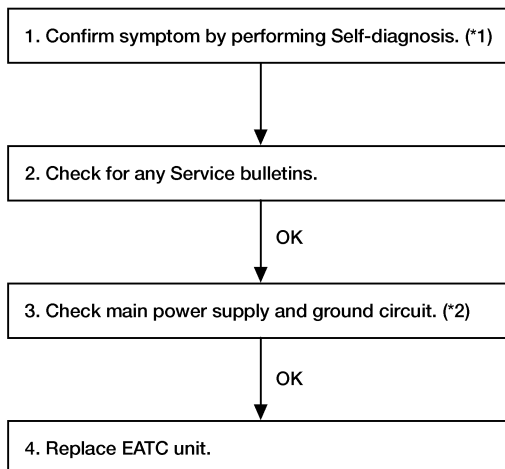 1. Confirm symptom by performing Self-diagnosis. (*1)
2. Check for any Service bulletins.
OK
3. Check main power supply and ground circuit. (*2)
OK
4. Replace EATC unit.